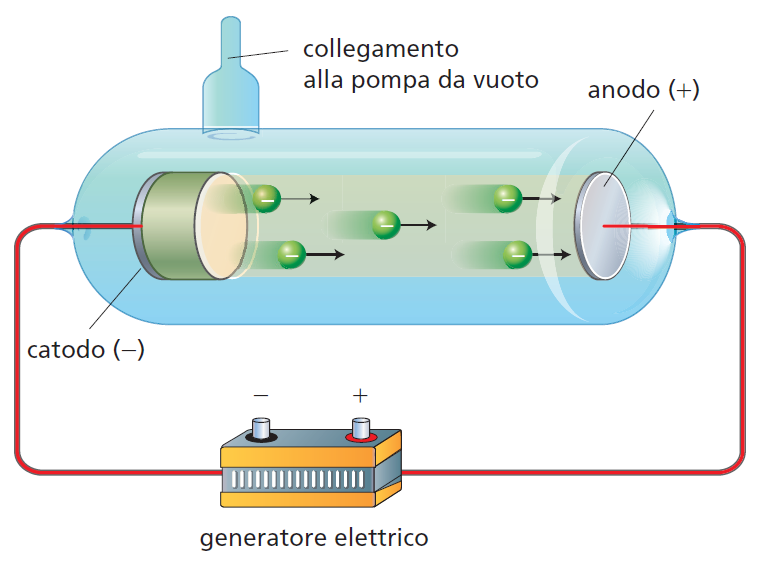 collegamento
alla pompa da vuoto
anodo (+)
− − − − −
catodo (−)
− +
generatore elettrico